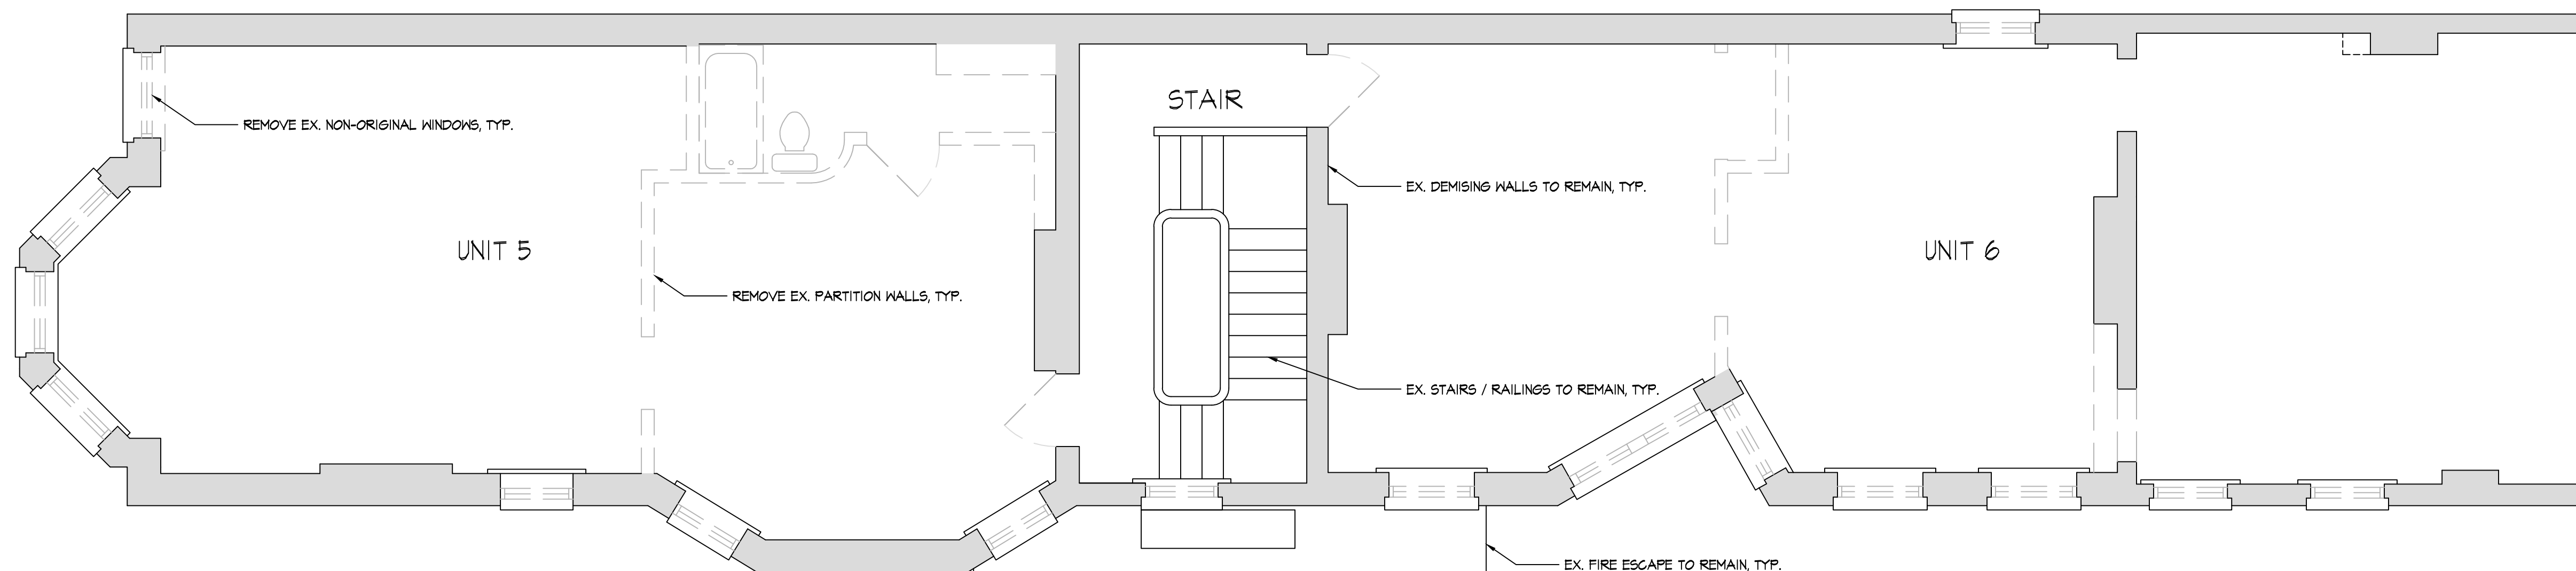 STAIR
REMOVE EX. NON-ORIGINAL WINDOWS, TYP.
EX. DEMISING WALLS TO REMAIN, TYP.
UNIT 5
UNIT 6
REMOVE EX. PARTITION WALLS, TYP.
EX. STAIRS / RAILINGS TO REMAIN, TYP.
EX. FIRE ESCAPE TO REMAIN, TYP.